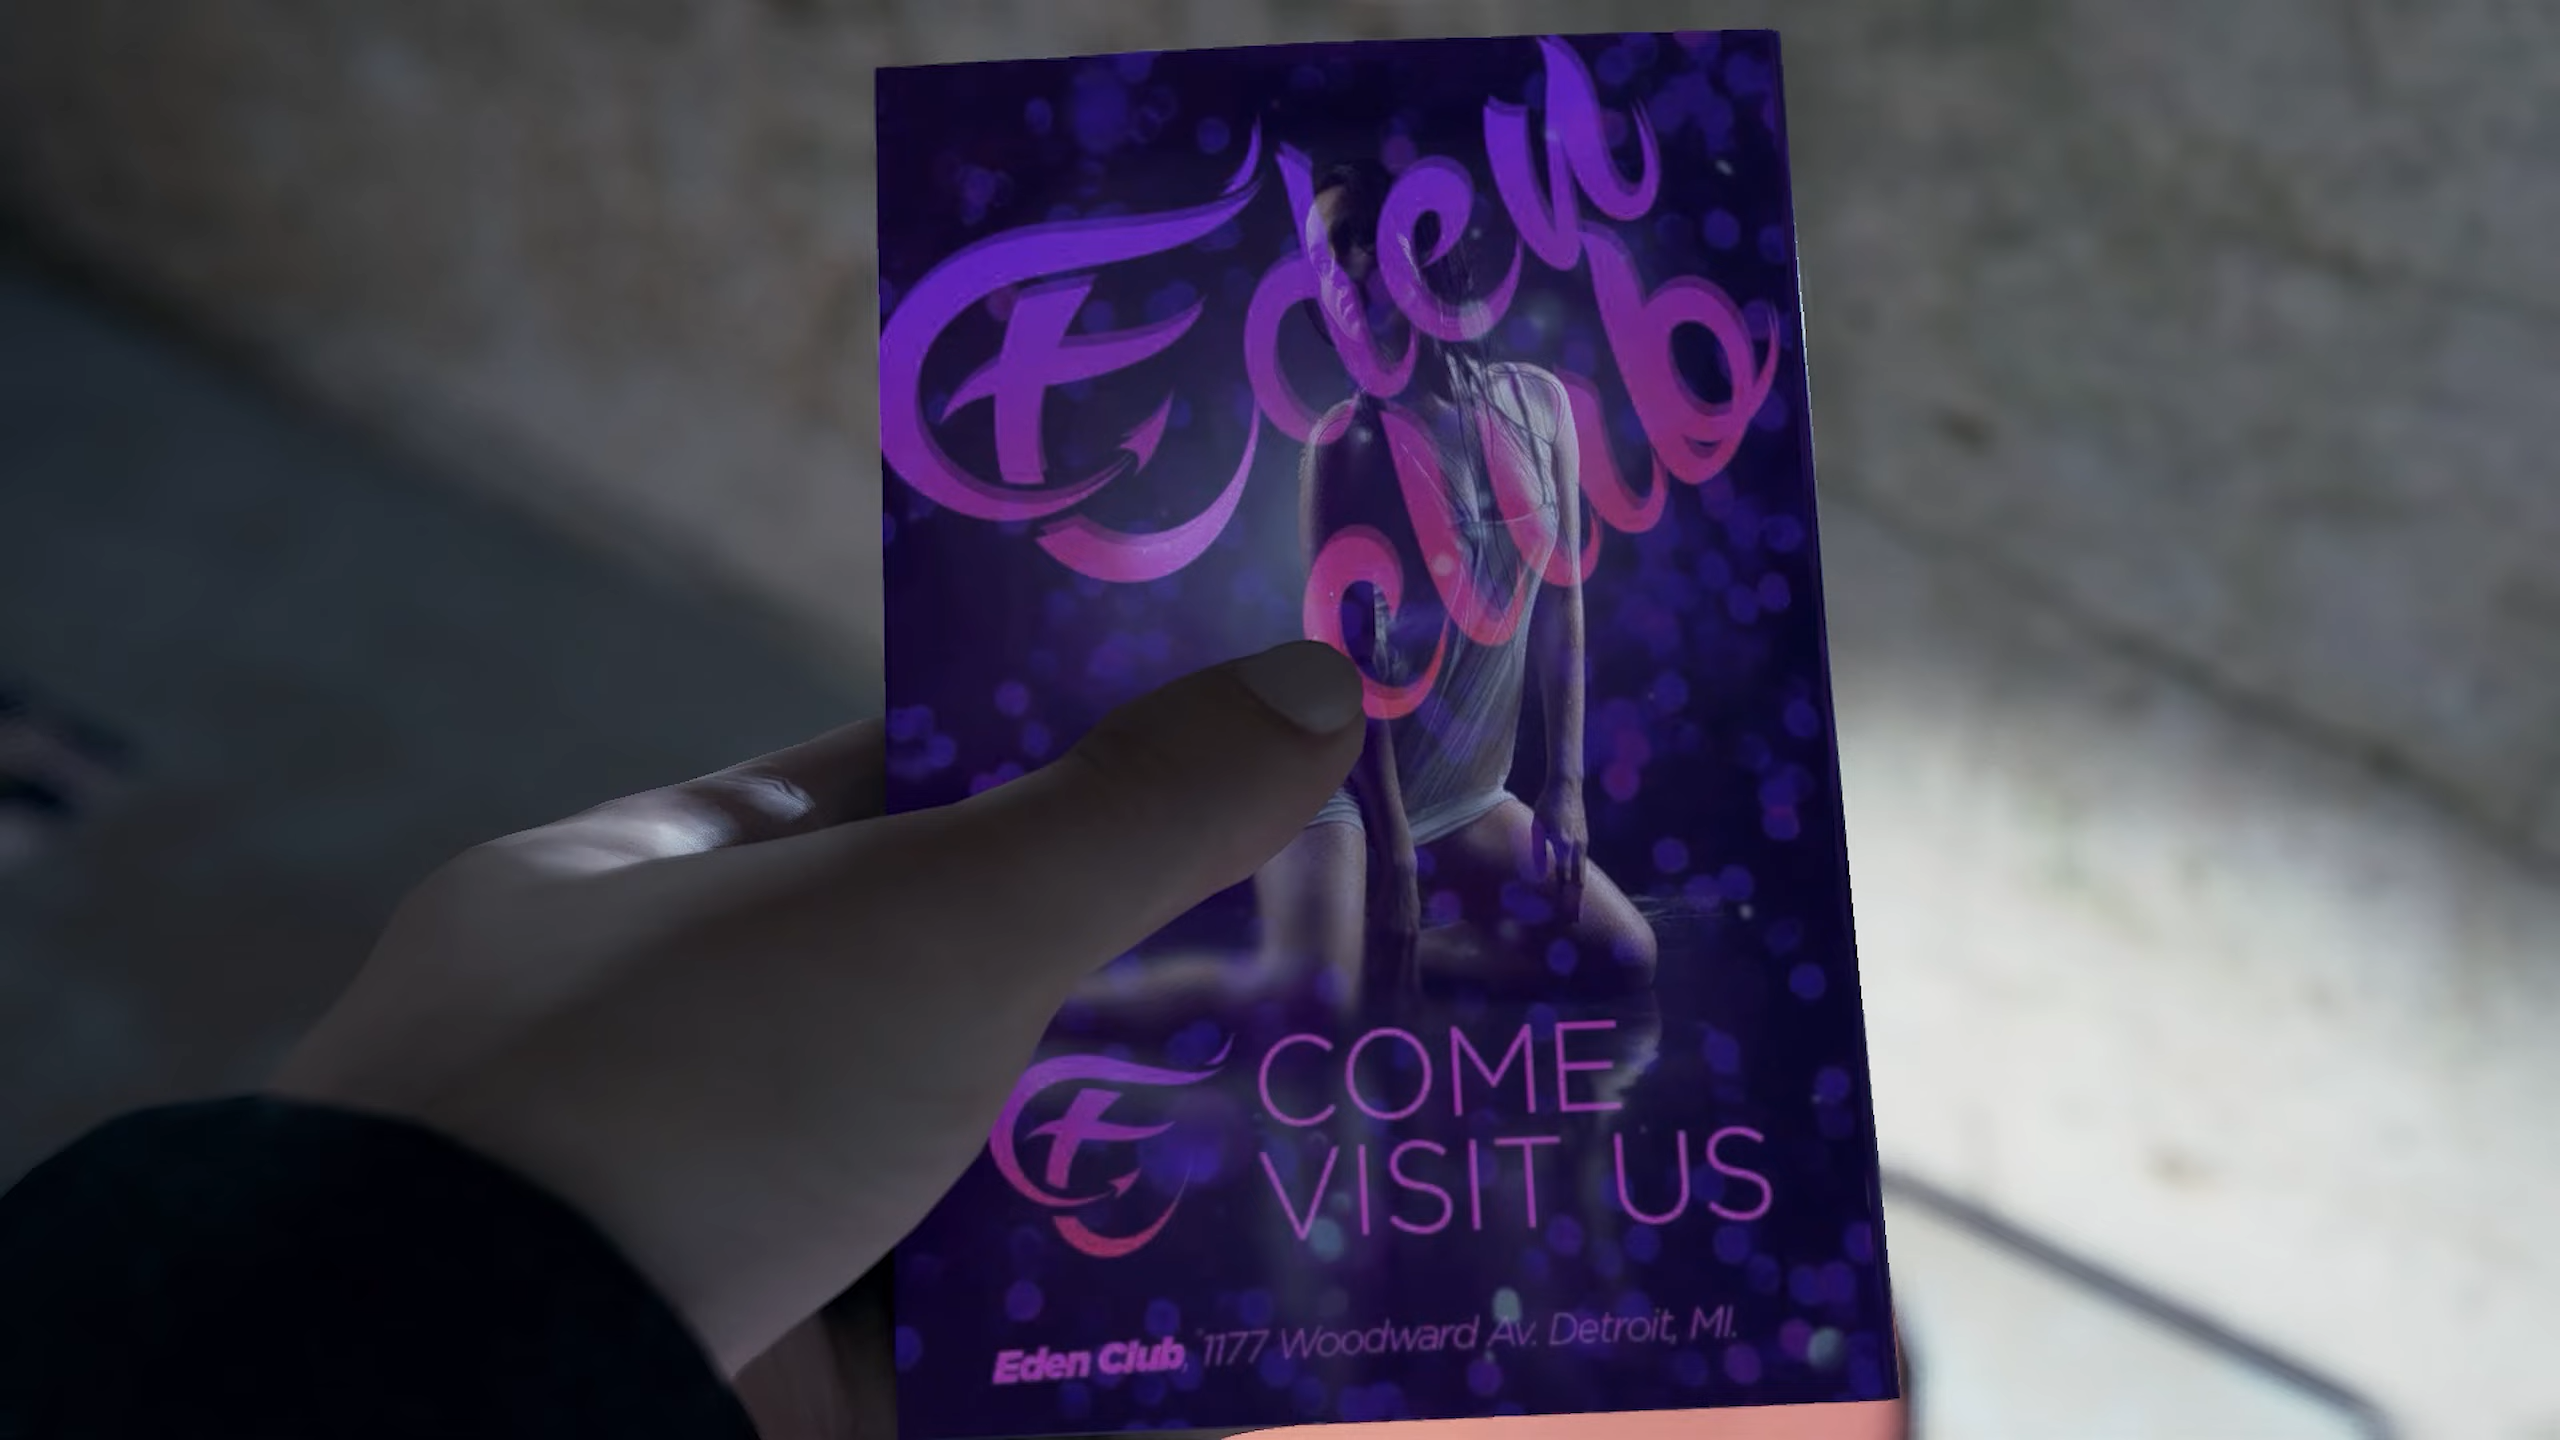 Eden
club
COME
VISIT US
Eden Club, 1177 Woodward Av. Detroit, MI.